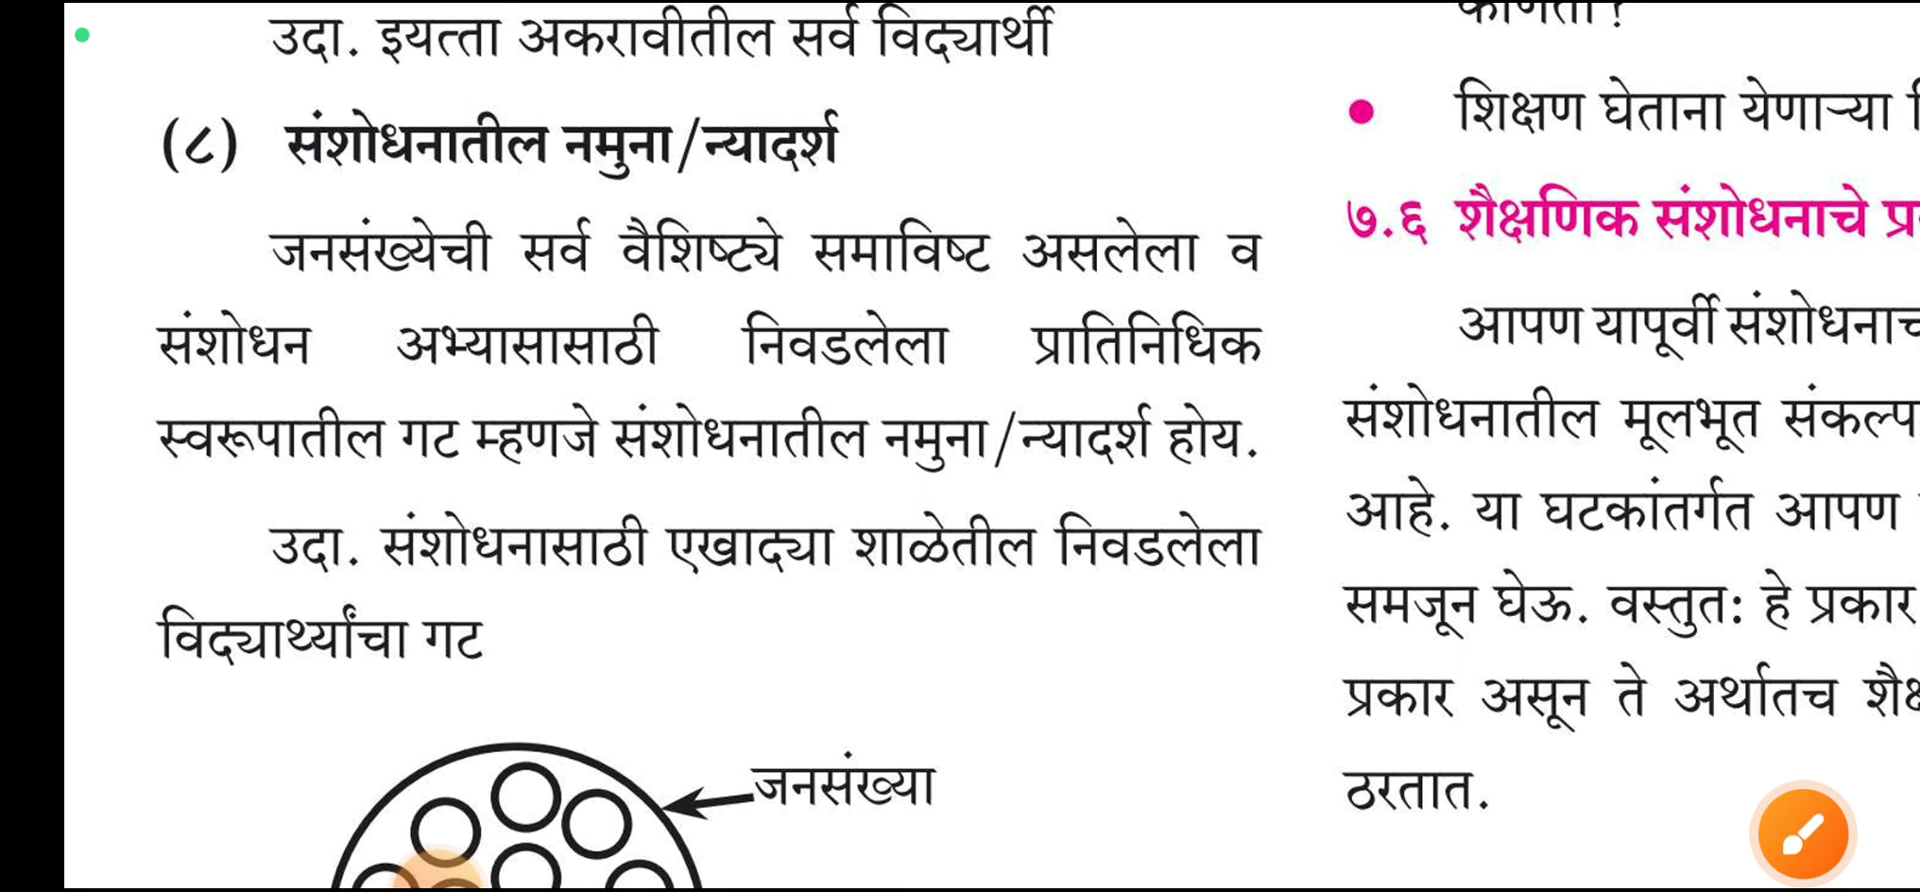 उदा. इयत्ता अकरावीतील सर्व विद्यार्थी
(८) संशोधनातील नमुना/न्यादर्श
जनसंख्येची सर्व वैशिष्ट्ये समाविष्ट असलेला व
संशोधन अभ्यासासाठी निवडलेला प्रातिनिधिक
स्वरूपातील गट म्हणजे संशोधनातील नमुना/न्यादर्श होय.
उदा. संशोधनासाठी एखाद्या शाळेतील निवडलेला
विद्यार्थ्यांचा गट
जनसंख्या
• शिक्षण घेताना येणाऱ्या
७.६ शैक्षणिक संशोधनाचे
आपण यापूर्वी
संशोधनातील मूलभूत
आहे. या घटकांतर्गत आपण
समजून घेऊ. वस्तुतः हे प्रकार
प्रकार असून ते अर्थातच
ठरतात.